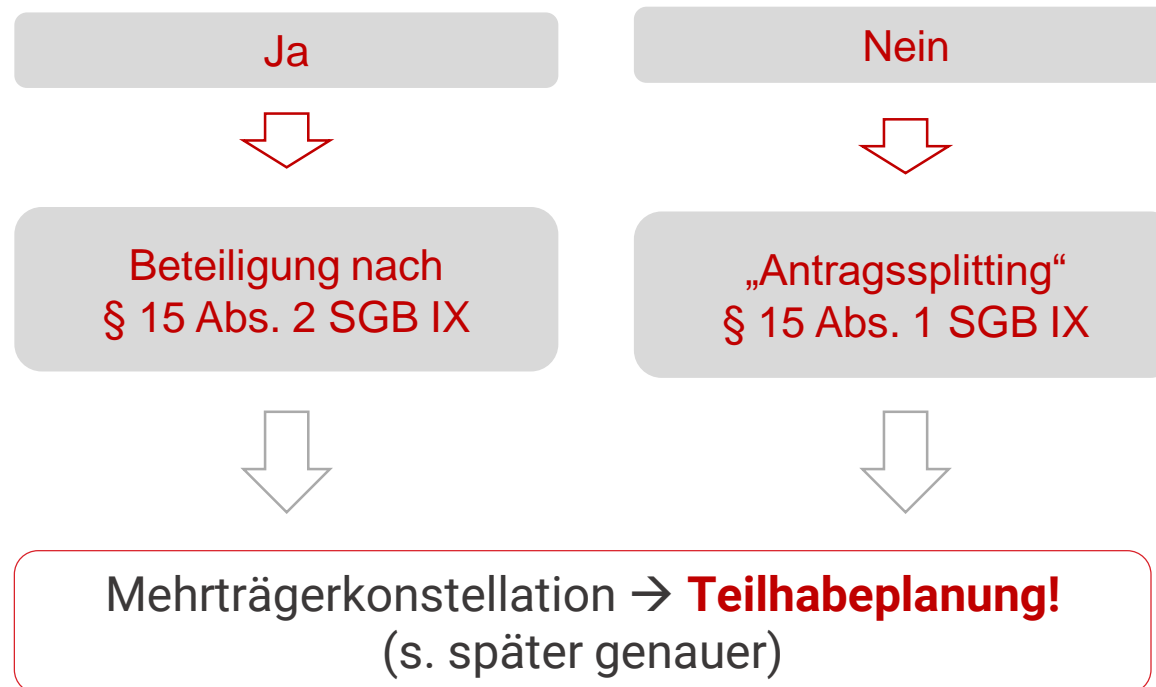 Ja
Nein
Beteiligung nach
§ 15 Abs. 2 SGB IX
„Antragssplitting“
§ 15 Abs. 1 SGB IX
Mehrträgerkonstellation → Teilhabeplanung!
(s. später genauer)